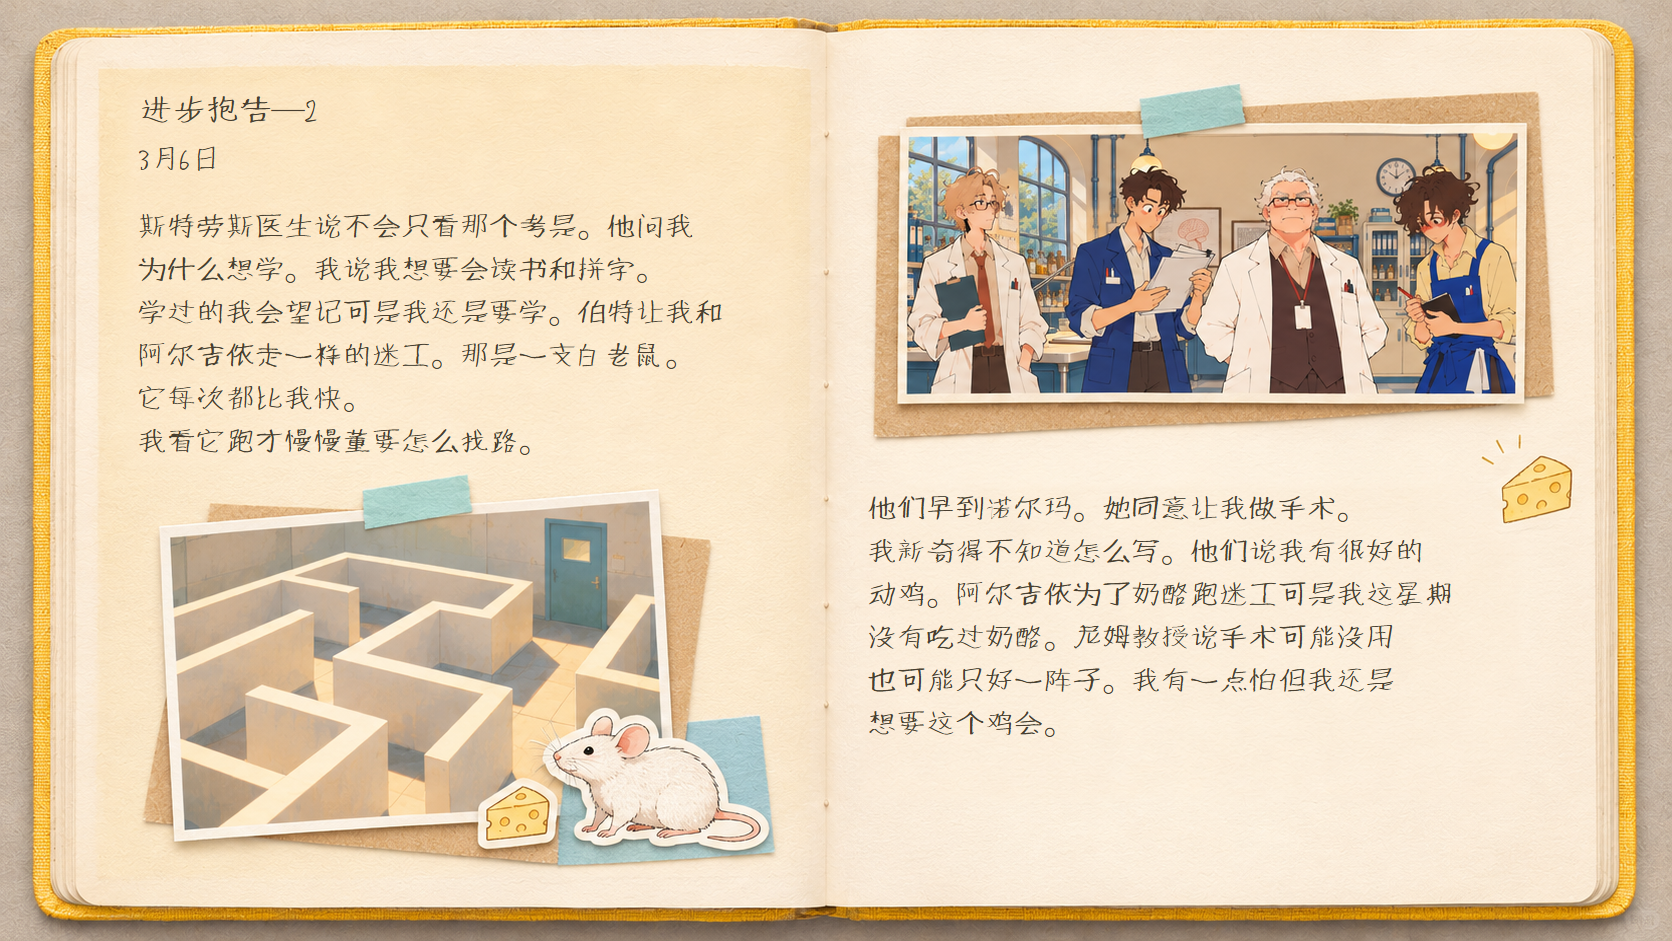 进步抱告——2
3月6日
斯特劳斯医生说不会只看那个考是。他问我
为什么想学。我说我想要会读书和拼字。
学过的我会望记可是我还是要学。伯特让我和
阿尔吉依走一样的迷工。那是一支白老鼠。
它每次都比我快。
我看它跑才慢慢董要怎么找路。
他们早到诺尔玛。她同意让我做手术。
我新奇得不知道怎么写。他们说我有很好的
动鸡。阿尔吉依为了奶酪跑迷工可是我这星期
没有吃过奶酪。尼姆教授说手术可能没用
也可能只好一阵子。我有一点怕但我还是
想要这个鸡会。